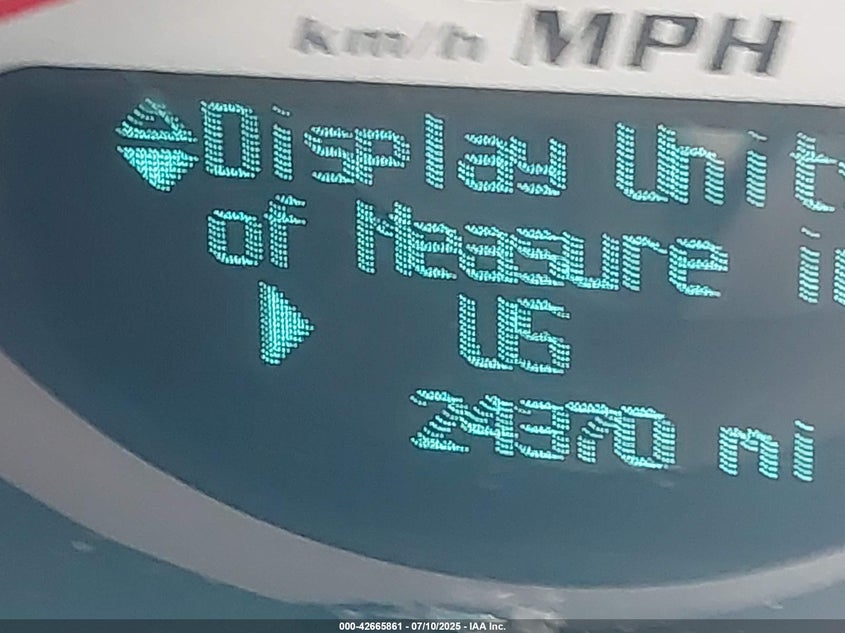 km/h MPH
Display Unit
of Measure i
US
24370 mi
000-42665861 - 07/10/2025 - IAA Inc.